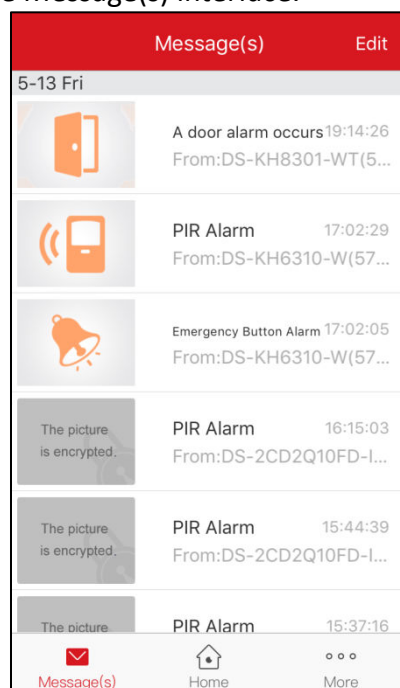 Message(s) Edit
5-13 Fri
A door alarm occurs 19:14:26
From:DS-KH8301-WT(5...
PIR Alarm 17:02:29
From:DS-KH6310-W(57...
Emergency Button Alarm 17:02:05
From:DS-KH6310-W(57...
The picture
is encrypted.
PIR Alarm 16:15:03
From:DS-2CD2Q10FD-I...
The picture
is encrypted.
PIR Alarm 15:44:39
From:DS-2CD2Q10FD-I...
The picture
PIR Alarm 15:37:16
Message(s) Home More